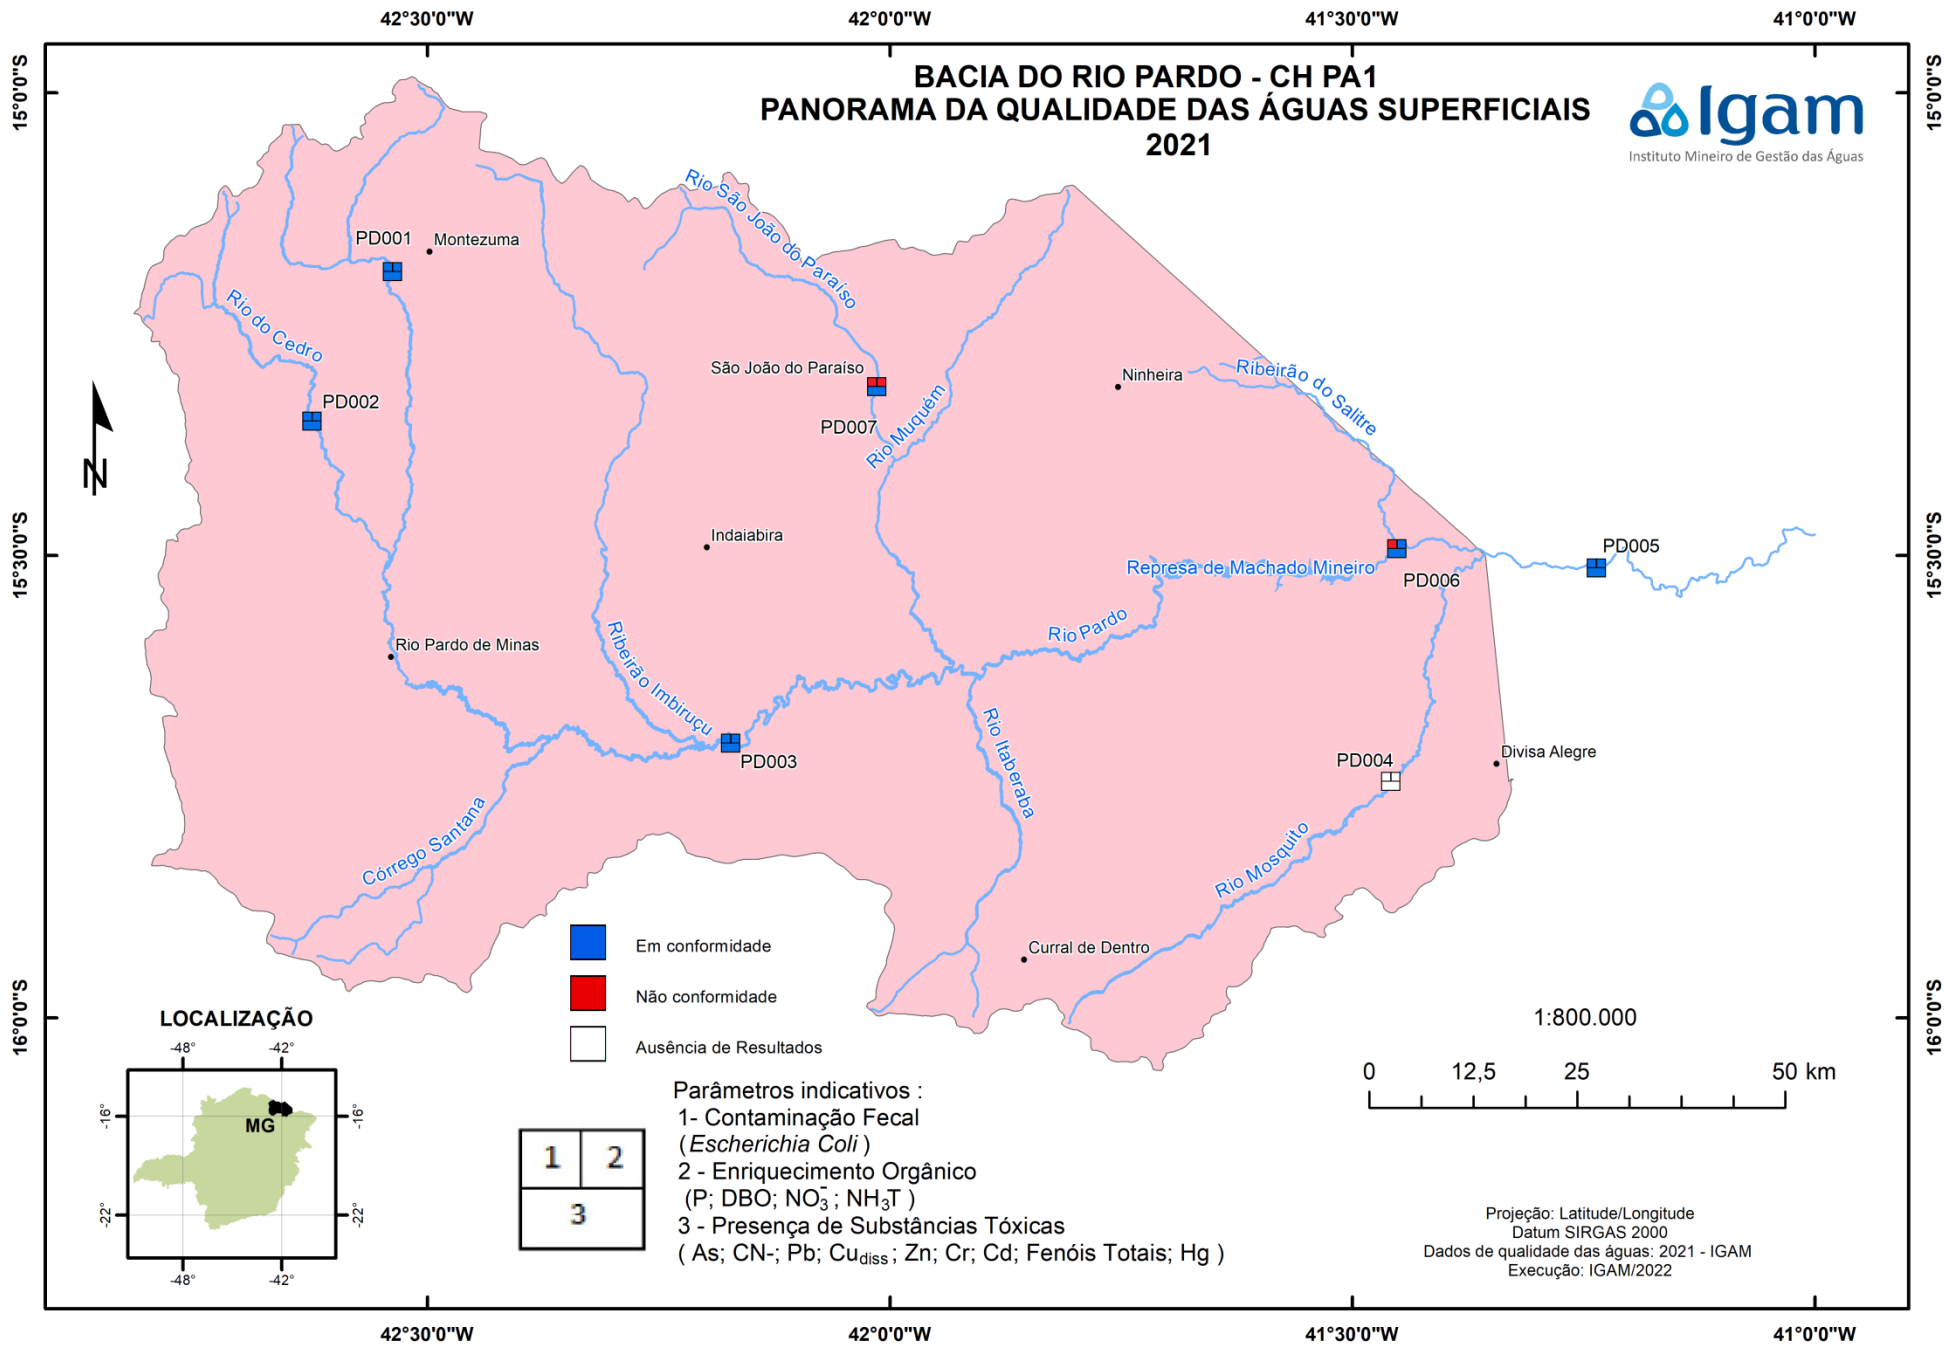 42°30'0"W
42°0'0"W
41°30'0"W
41°0'0"W
BACIA DO RIO PARDO - CH PA1
PANORAMA DA QUALIDADE DAS ÁGUAS SUPERFICIAIS
2021
Igam
Instituto Mineiro de Gestão das Águas
15°0'0"S
15°0'0"S
Rio São João do Paraíso
PD001
Montezuma
Rio do Cedro
São João do Paraíso
Ninheira
Ribeirão do Salitre
PD002
PD007
Rio Muquém
N
Indaiabira
15°30'0"S
15°30'0"S
PD005
Represa de Machado Mineiro
PD006
Rio Pardo
Rio Pardo de Minas
Ribeirão Imbiruçu
PD003
Rio Itaberaba
Divisa Alegre
PD004
Córrego Santana
Rio Mosquito
Curral de Dentro
Em conformidade
Não conformidade
Ausência de Resultados
16°0'0"S
16°0'0"S
LOCALIZAÇÃO
-48°
-42°
-16°
-16°
MG
-22°
-22°
-48°
-42°
1:800.000
0 12,5 25 50 km
Parâmetros indicativos :
1- Contaminação Fecal
(Escherichia Coli)
2 - Enriquecimento Orgânico
(P; DBO; NO₃⁻; NH₃T )
3 - Presença de Substâncias Tóxicas
( As; CN-; Pb; Cudiss; Zn; Cr; Cd; Fenóis Totais; Hg )
1 2
3
Projeção: Latitude/Longitude
Datum SIRGAS 2000
Dados de qualidade das águas: 2021 - IGAM
Execução: IGAM/2022
42°30'0"W
42°0'0"W
41°30'0"W
41°0'0"W